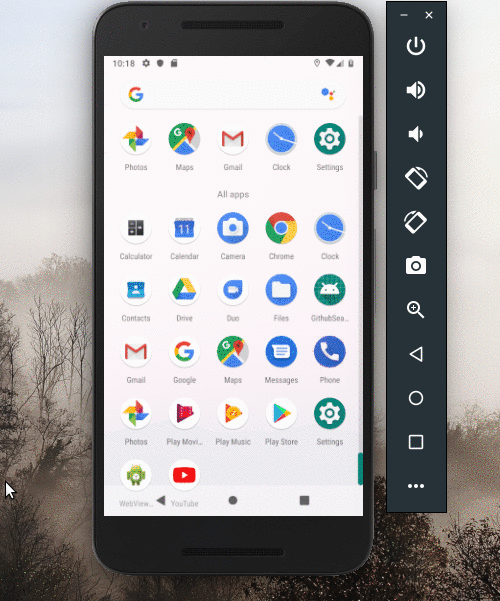 10:18
G
Photos Maps Gmail Clock Settings
All apps
Calculator Calendar Camera Chrome Clock
Contacts Drive Duo Files GithubSea...
Gmail Google Maps Messages Phone
Photos Play Movi... Play Music Play Store Settings
WebView... YouTube